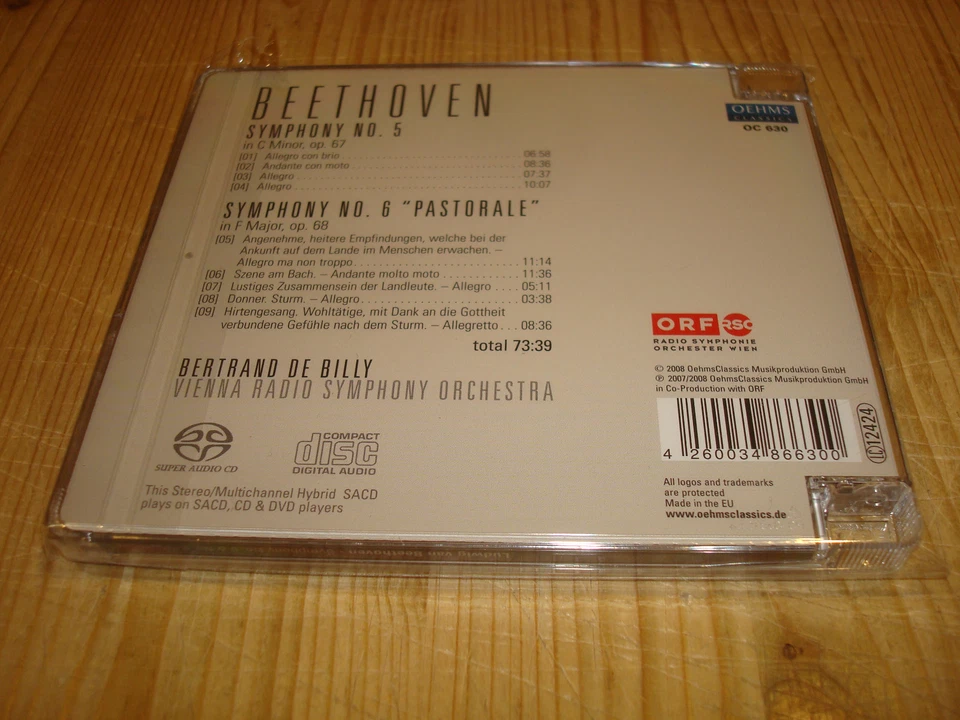 BEETHOVEN
SYMPHONY NO. 5
in C Minor, op. 67
[01] Allegro con brio 06:58
[02] Andante con moto 08:36
[03] Allegro 07:37
[04] Allegro 10:07
SYMPHONY NO. 6 "PASTORALE"
in F Major, op. 68
[05] Angenehme, heitere Empfindungen, welche bei der
Ankunft auf dem Lande im Menschen erwachen. –
Allegro ma non troppo 11:14
[06] Szene am Bach. – Andante molto moto 11:36
[07] Lustiges Zusammensein der Landleute. – Allegro 05:11
[08] Donner. Sturm. – Allegro 03:38
[09] Hirtengesang. Wohltätige, mit Dank an die Gottheit
verbundene Gefühle nach dem Sturm. – Allegretto 08:36
total 73:39
BERTRAND DE BILLY
VIENNA RADIO SYMPHONY ORCHESTRA
SUPER AUDIO CD
COMPACT
disc
DIGITAL AUDIO
This Stereo/Multichannel Hybrid SACD
plays on SACD, CD & DVD players
OEHMS
CLASSICS
OC 630
ORF RSO
RADIO SYMPHONIE
ORCHESTER WIEN
© 2008 OehmsClassics Musikproduktion GmbH
℗ 2007/2008 OehmsClassics Musikproduktion GmbH
in Co-Production with ORF
4 260034 866300
LC 12424
All logos and trademarks
are protected
Made in the EU
www.oehmsclassics.de